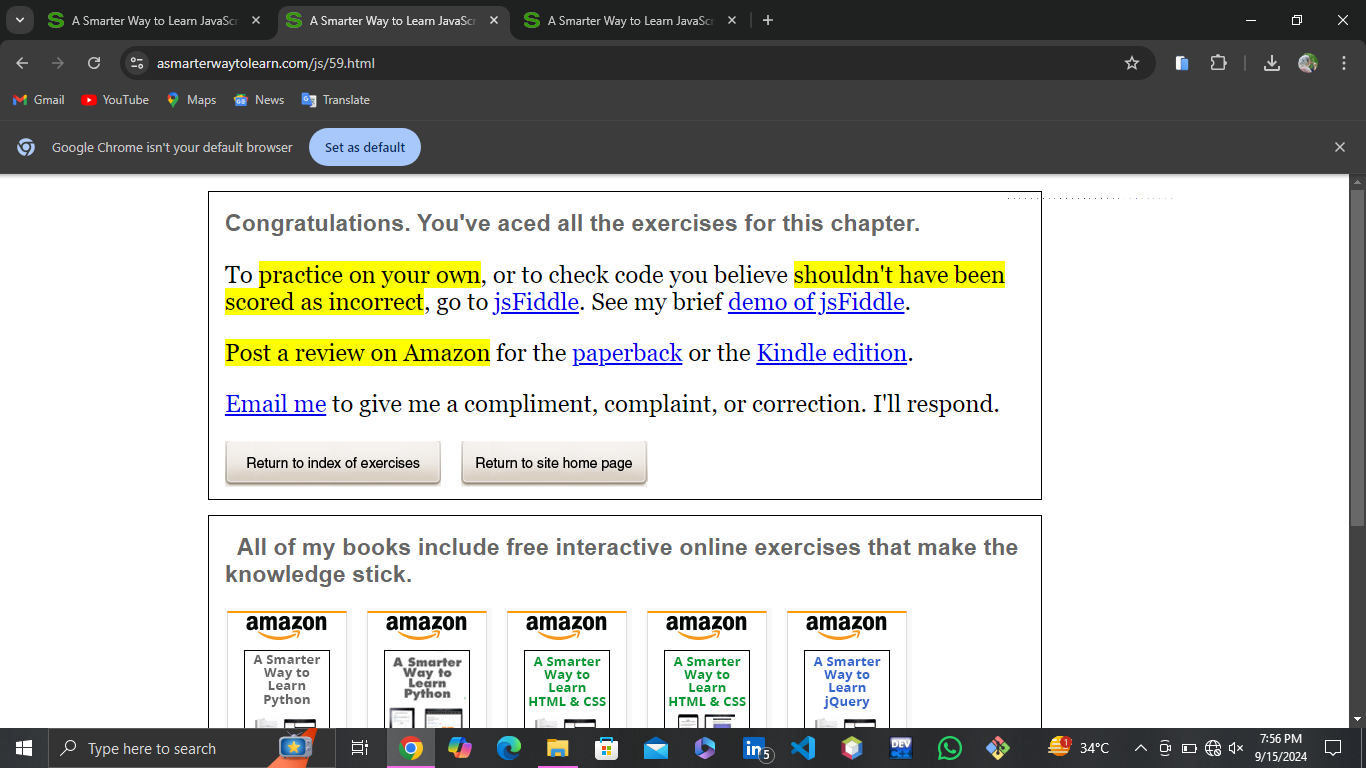 A Smarter Way to Learn JavaSc
A Smarter Way to Learn JavaSc
A Smarter Way to Learn JavaSc
asmarterwaytolearn.com/js/59.html
Gmail
YouTube
Maps
News
Translate
Google Chrome isn't your default browser
Set as default
Congratulations. You've aced all the exercises for this chapter.
To practice on your own, or to check code you believe shouldn't have been
scored as incorrect, go to jsFiddle. See my brief demo of jsFiddle.
Post a review on Amazon for the paperback or the Kindle edition.
Email me to give me a compliment, complaint, or correction. I'll respond.
Return to index of exercises
Return to site home page
All of my books include free interactive online exercises that make the
knowledge stick.
amazon amazon amazon amazon amazon
A Smarter
Way to
Learn
Python
A Smarter
Way to
Learn
Python
A Smarter
Way to
Learn
HTML & CSS
A Smarter
Way to
Learn
HTML & CSS
A Smarter
Way to
Learn
jQuery
Type here to search
5
DEV
1
34°C
7:56 PM
9/15/2024